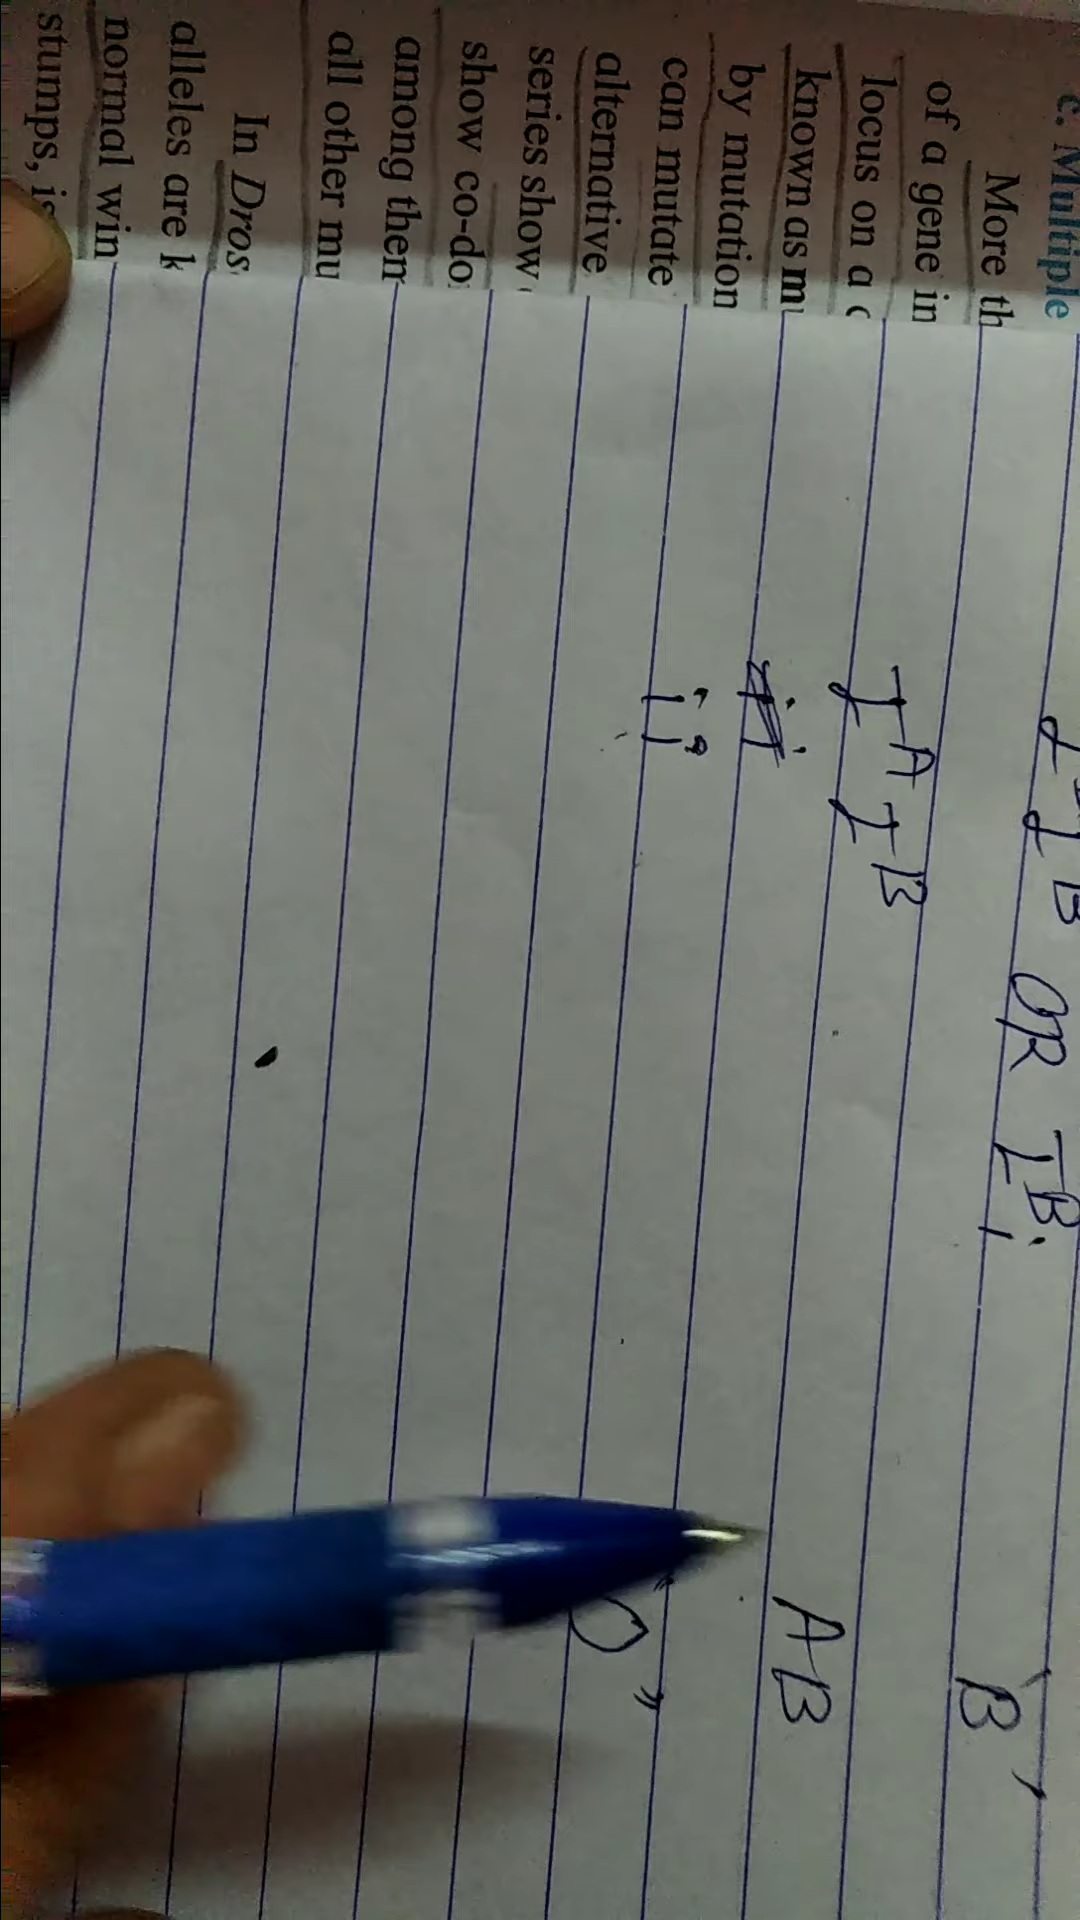 c. Multiple
More th
of a gene in
locus on a c
known as m
by mutation
can mutate
alternative
series show
show co-do
among them
all other mu
In Dros
alleles are k
normal win
stumps, is
I B OR I B i
B
I A I B
AB
ii
"O"